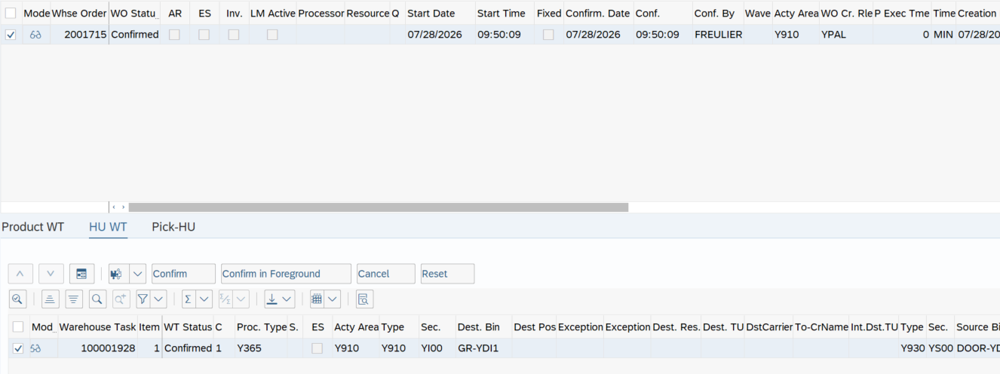 Mode Whse Order WO Statu... AR ES Inv. LM Active Processor Resource Q Start Date Start Time Fixed Confirm. Date Conf. Conf. By Wave Acty Area WO Cr. Rle P Exec Tme Time Creation
2001715 Confirmed 07/28/2026 09:50:09 07/28/2026 09:50:09 FREULIER Y910 YPAL 0 MIN 07/28/20
Product WT HU WT Pick-HU
Confirm Confirm in Foreground Cancel Reset
Mod... Warehouse Task Item WT Status C Proc. Type S. ES Acty Area Type Sec. Dest. Bin Dest Pos Exception Exception Dest. Res. Dest. TU DstCarrier To-CrName Int.Dst.TU Type Sec. Source Bi
100001928 1 Confirmed 1 Y365 Y910 Y910 YI00 GR-YDI1 Y930 YS00 DOOR-YD